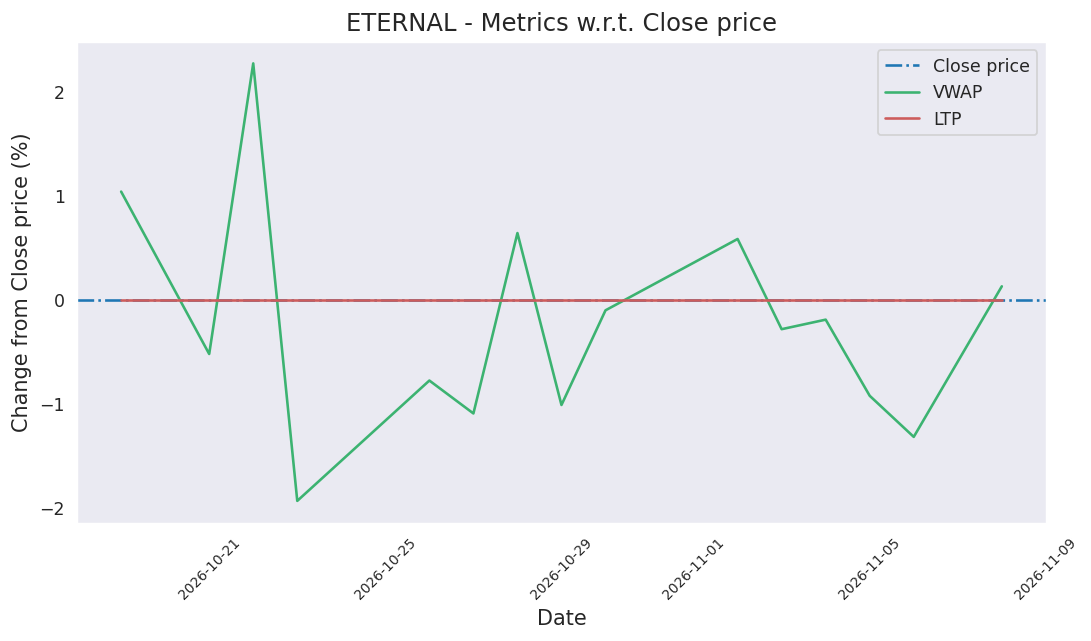 ETERNAL - Metrics w.r.t. Close price
Close price
VWAP
LTP
Change from Close price (%)
2
1
0
−1
−2
2026-10-21
2026-10-25
2026-10-29
2026-11-01
2026-11-05
2026-11-09
Date